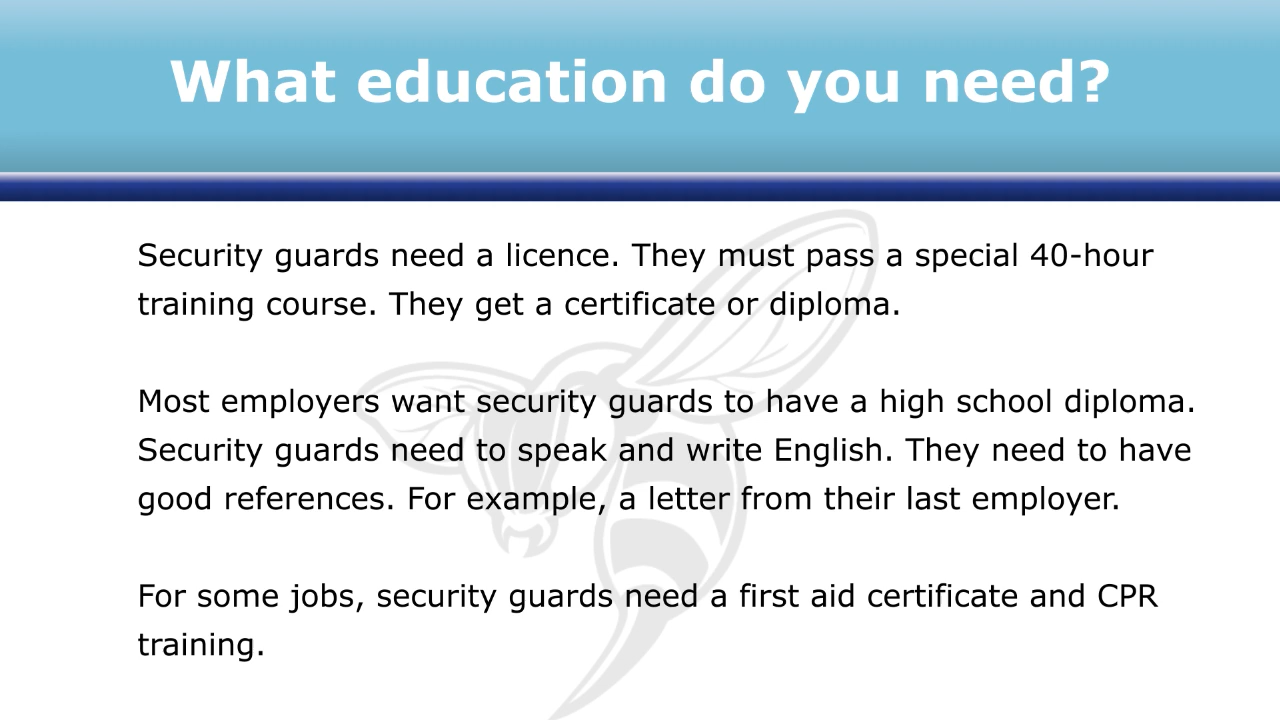 What education do you need?
Security guards need a licence. They must pass a special 40-hour
training course. They get a certificate or diploma.
Most employers want security guards to have a high school diploma.
Security guards need to speak and write English. They need to have
good references. For example, a letter from their last employer.
For some jobs, security guards need a first aid certificate and CPR
training.